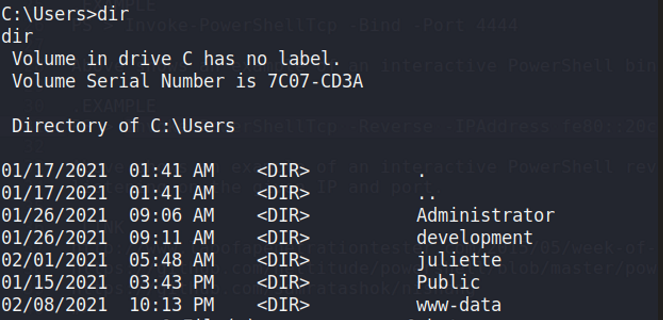 C:\Users>dir
dir
 Volume in drive C has no label.
 Volume Serial Number is 7C07-CD3A

 Directory of C:\Users

01/17/2021  01:41 AM    <DIR>          .
01/17/2021  01:41 AM    <DIR>          ..
01/26/2021  09:06 AM    <DIR>          Administrator
01/26/2021  09:11 AM    <DIR>          development
02/01/2021  05:48 AM    <DIR>          juliette
01/15/2021  03:43 PM    <DIR>          Public
02/08/2021  10:13 PM    <DIR>          www-data